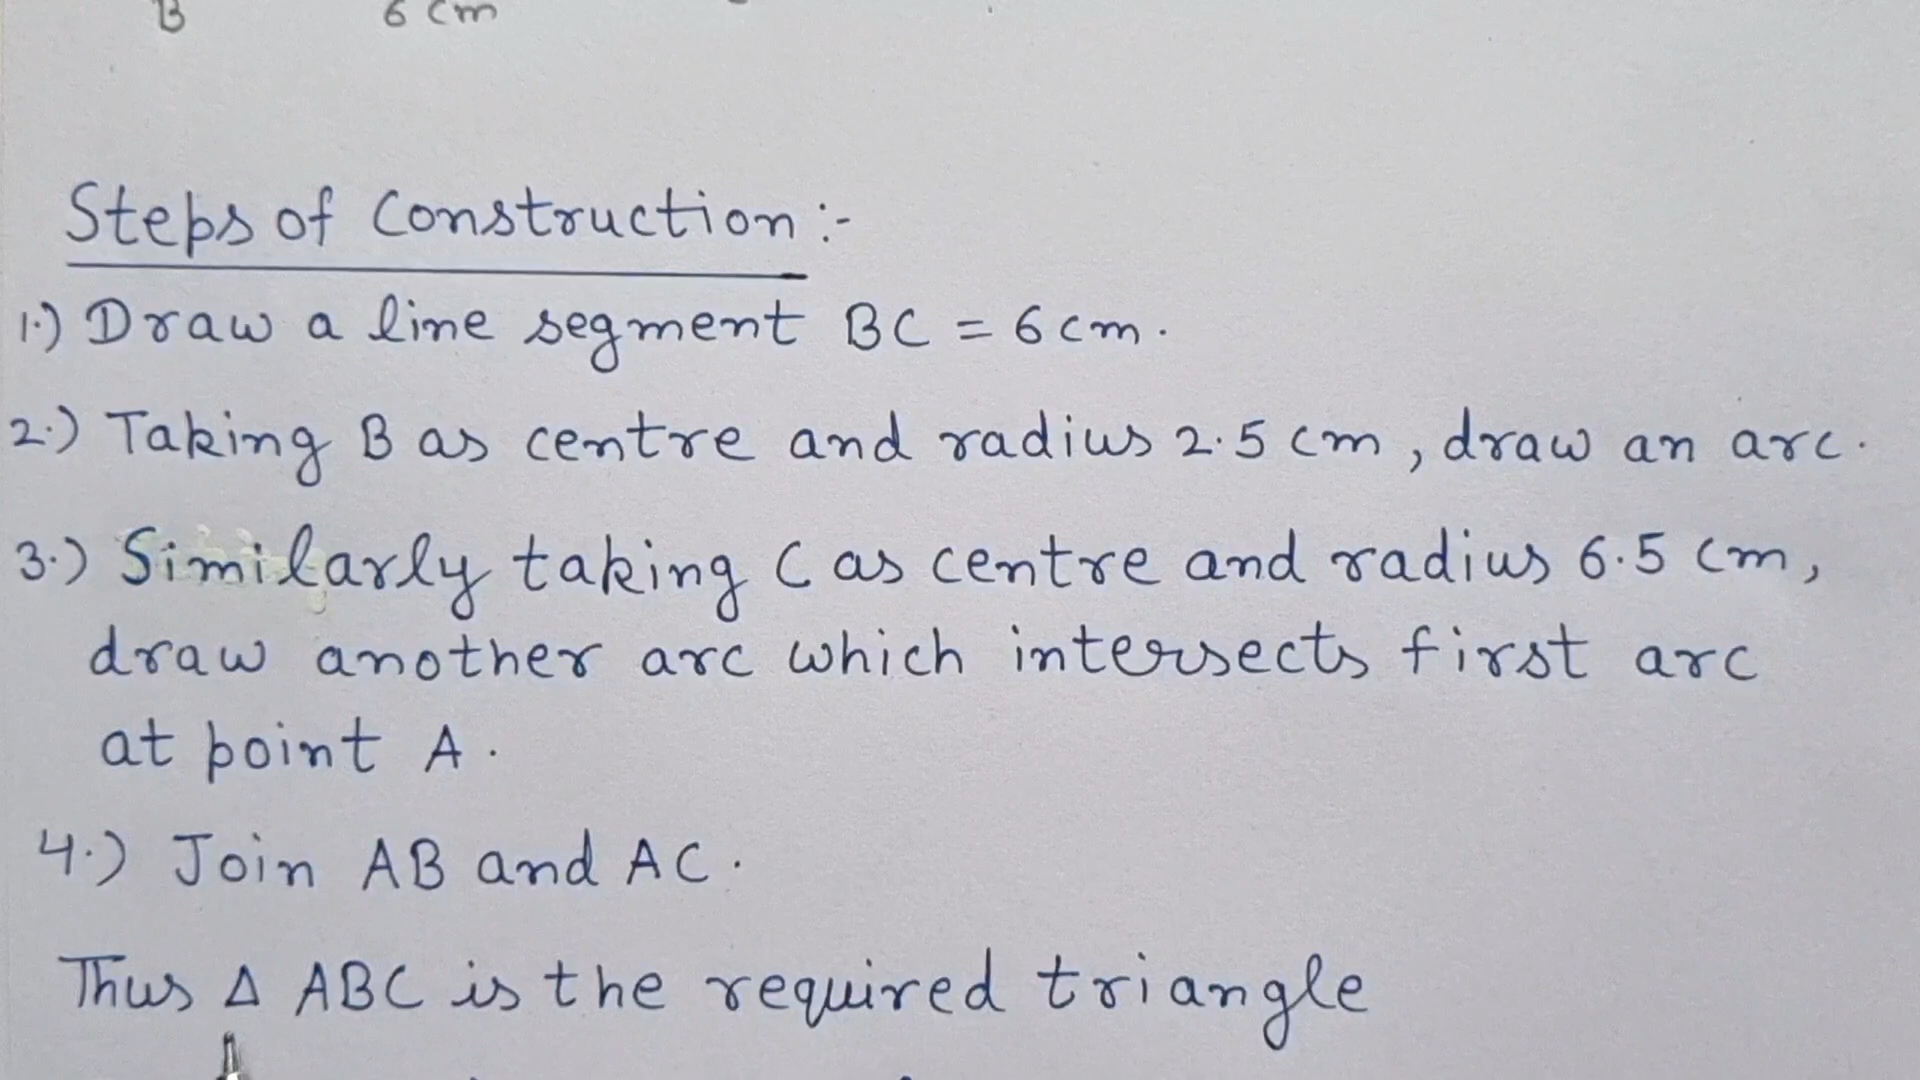 B 6 cm
Steps of Construction :-
1.) Draw a line segment BC = 6 cm.
2.) Taking B as centre and radius 2.5 cm, draw an arc.
3.) Similarly taking C as centre and radius 6.5 cm,
draw another arc which intersects first arc
at point A.
4.) Join AB and AC.
Thus Δ ABC is the required triangle